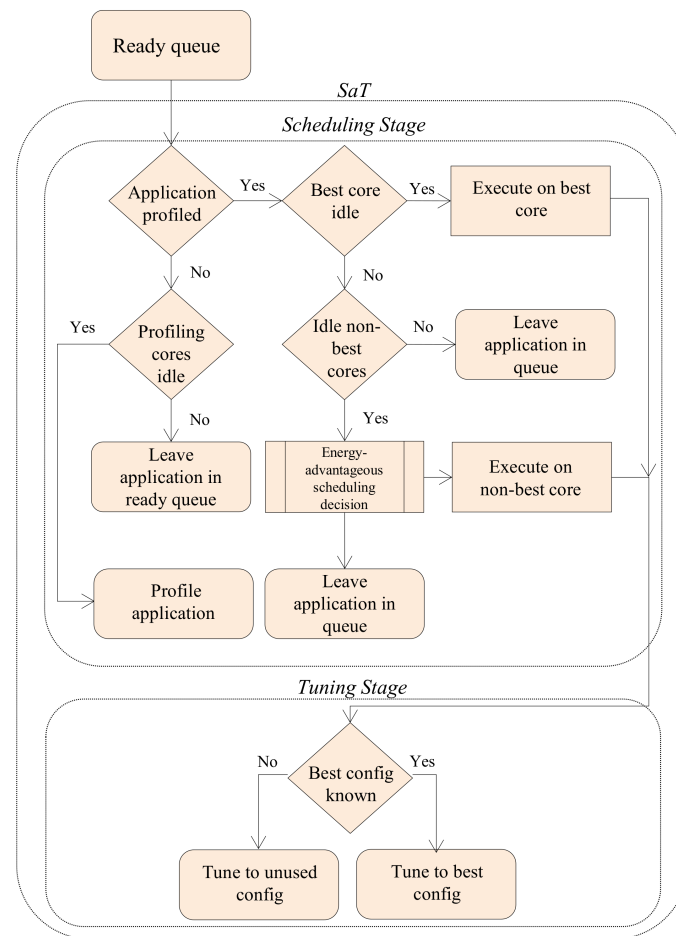 Ready queue
SaT
Scheduling Stage
Application
profiled
Yes
Best core
idle
Yes
Execute on best
core
No
No
Yes
Profiling
cores
idle
Idle non-
best
cores
No
Leave
application in
queue
No
Yes
Leave
application in
ready queue
Energy-
advantageous
scheduling
decision
Execute on
non-best core
Profile
application
Leave
application in
queue
Tuning Stage
No
Best config
known
Yes
Tune to unused
config
Tune to best
config